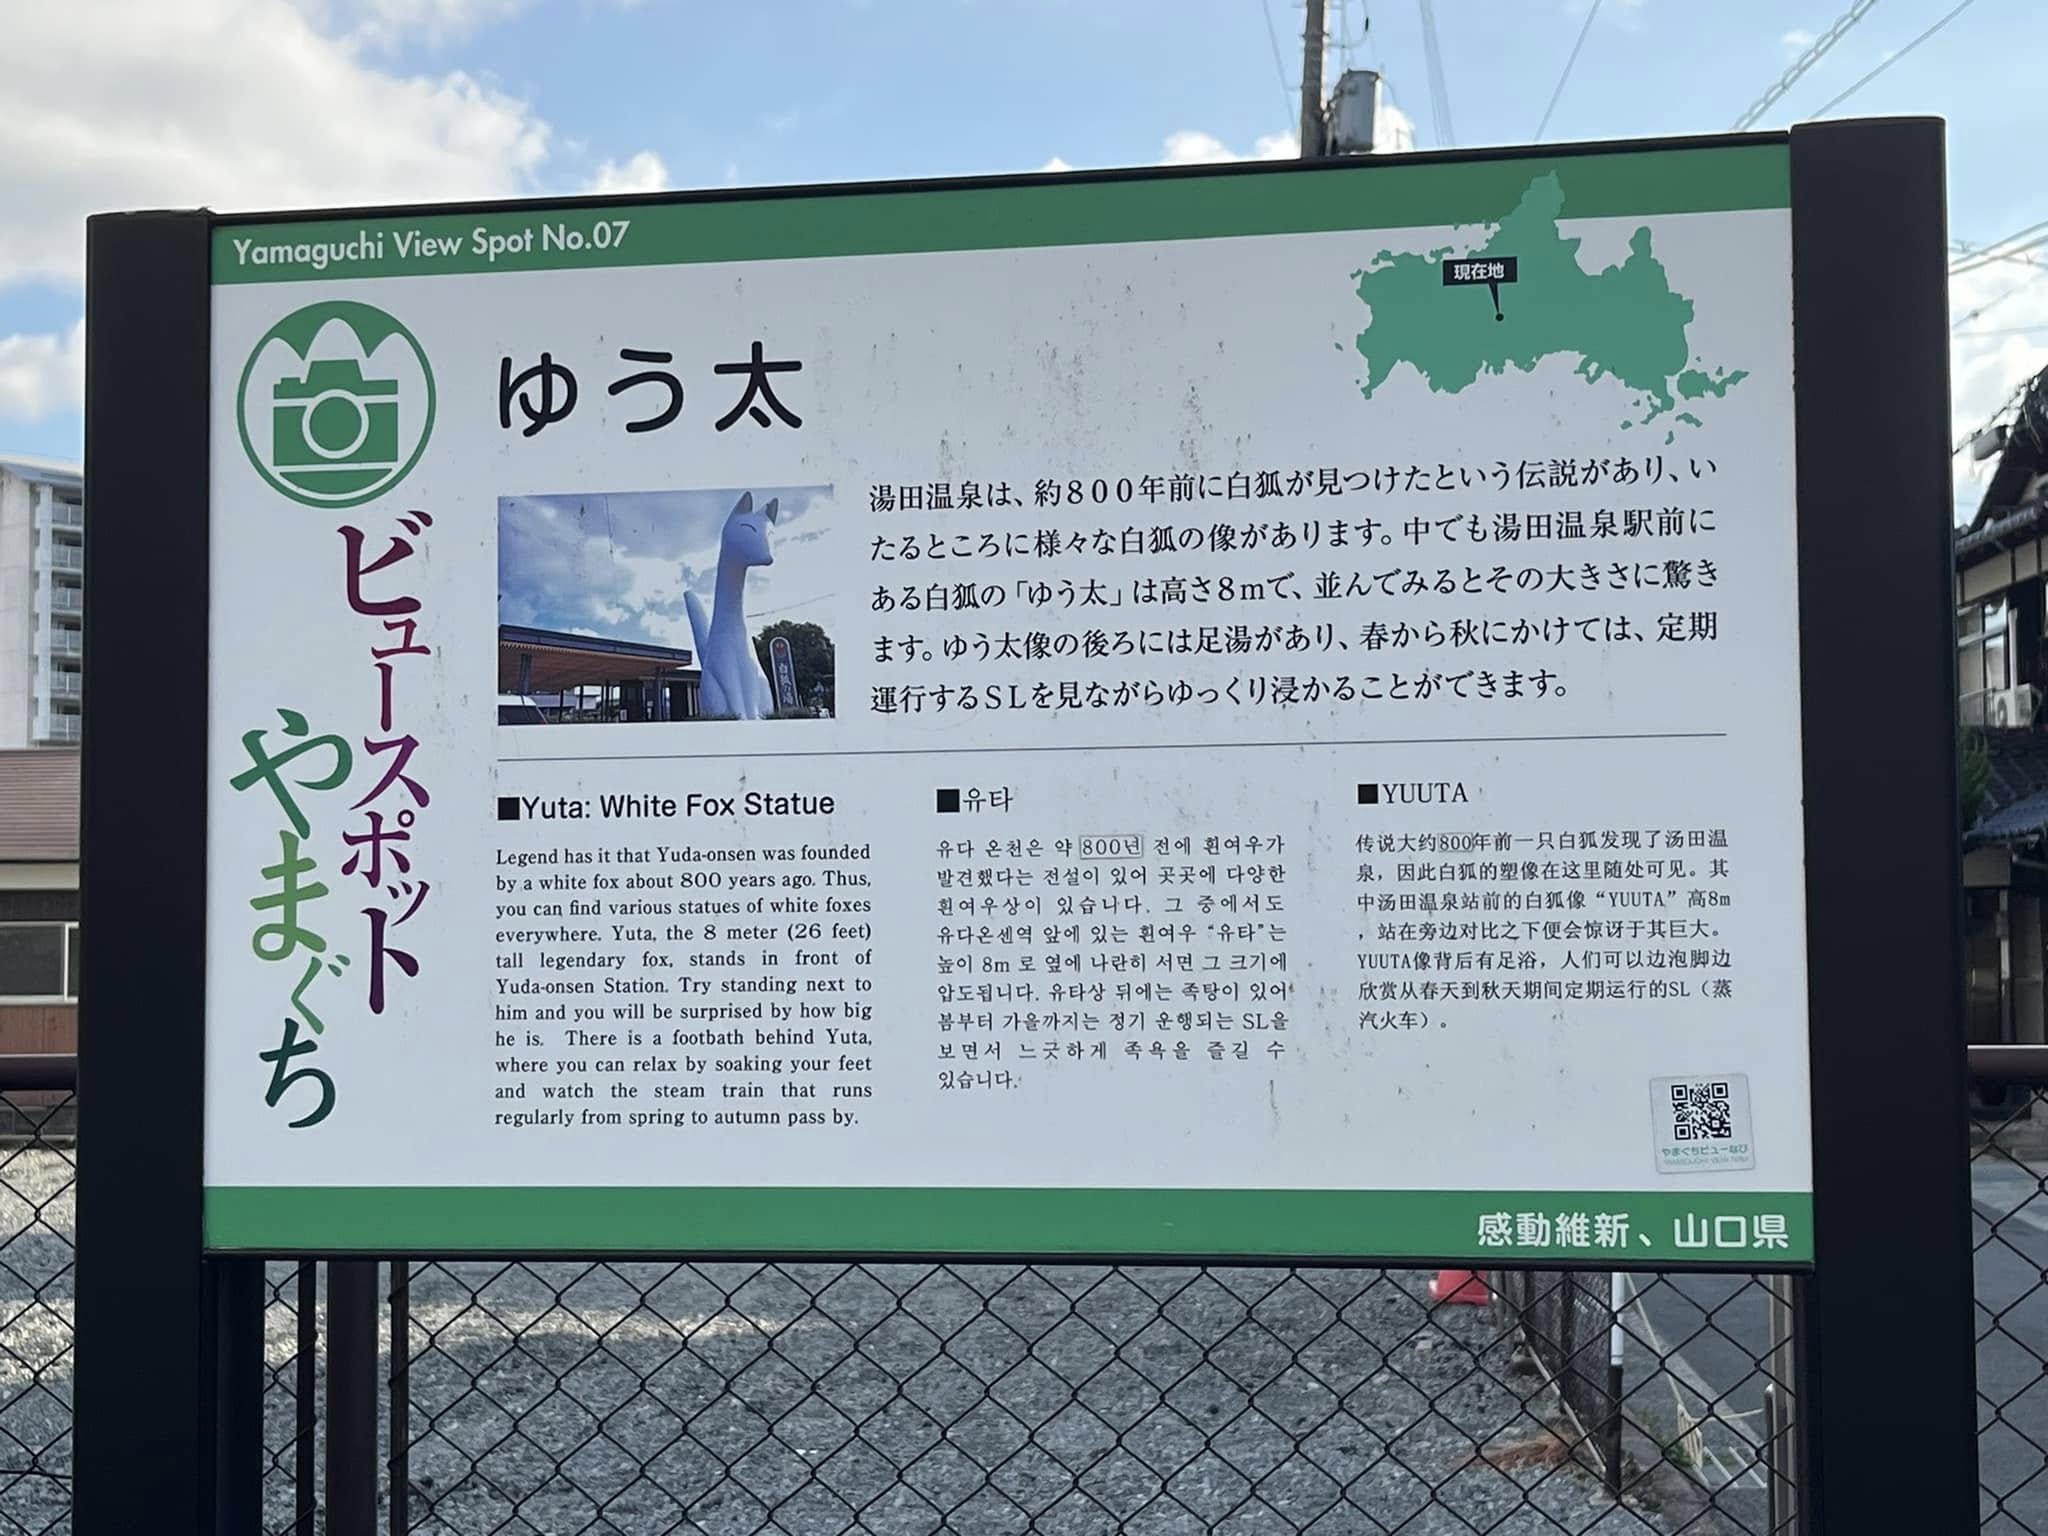 Yamaguchi View Spot No.07
現在地
ビュースポット
やまぐち
ゆう太
湯田温泉は、約８００年前に白狐が見つけたという伝説があり、い
たるところに様々な白狐の像があります。中でも湯田温泉駅前に
ある白狐の「ゆう太」は高さ８ｍで、並んでみるとその大きさに驚き
ます。ゆう太像の後ろには足湯があり、春から秋にかけては、定期
運行するＳＬを見ながらゆっくり浸かることができます。
■Yuta: White Fox Statue
Legend has it that Yuda-onsen was founded
by a white fox about 800 years ago. Thus,
you can find various statues of white foxes
everywhere. Yuta, the 8 meter (26 feet)
tall legendary fox, stands in front of
Yuda-onsen Station. Try standing next to
him and you will be surprised by how big
he is. There is a footbath behind Yuta,
where you can relax by soaking your feet
and watch the steam train that runs
regularly from spring to autumn pass by.
■유타
유다 온천은 약 800년 전에 흰여우가
발견했다는 전설이 있어 곳곳에 다양한
흰여우상이 있습니다. 그 중에서도
유다온센역 앞에 있는 흰여우 “유타”는
높이 8m 로 옆에 나란히 서면 그 크기에
압도됩니다. 유타상 뒤에는 족탕이 있어
봄부터 가을까지는 정기 운행되는 SL을
보면서 느긋하게 족욕을 즐길 수
있습니다.
■YUUTA
传说大约800年前一只白狐发现了汤田温
泉，因此白狐的塑像在这里随处可见。其
中汤田温泉站前的白狐像“YUUTA”高8m
，站在旁边对比之下便会惊讶于其巨大。
YUUTA像背后有足浴，人们可以边泡脚边
欣赏从春天到秋天期间定期运行的SL（蒸
汽火车）。
やまぐちビューなび
感動維新、山口県